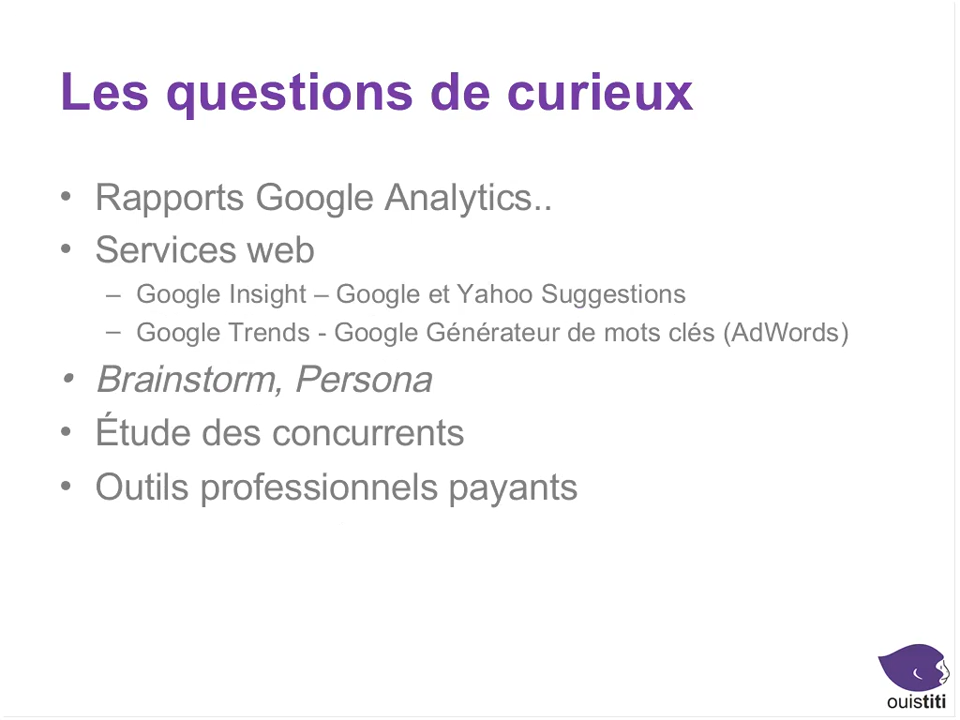 Les questions de curieux
• Rapports Google Analytics..
• Services web
– Google Insight – Google et Yahoo Suggestions
– Google Trends - Google Générateur de mots clés (AdWords)
• Brainstorm, Persona
• Étude des concurrents
• Outils professionnels payants
ouistiti